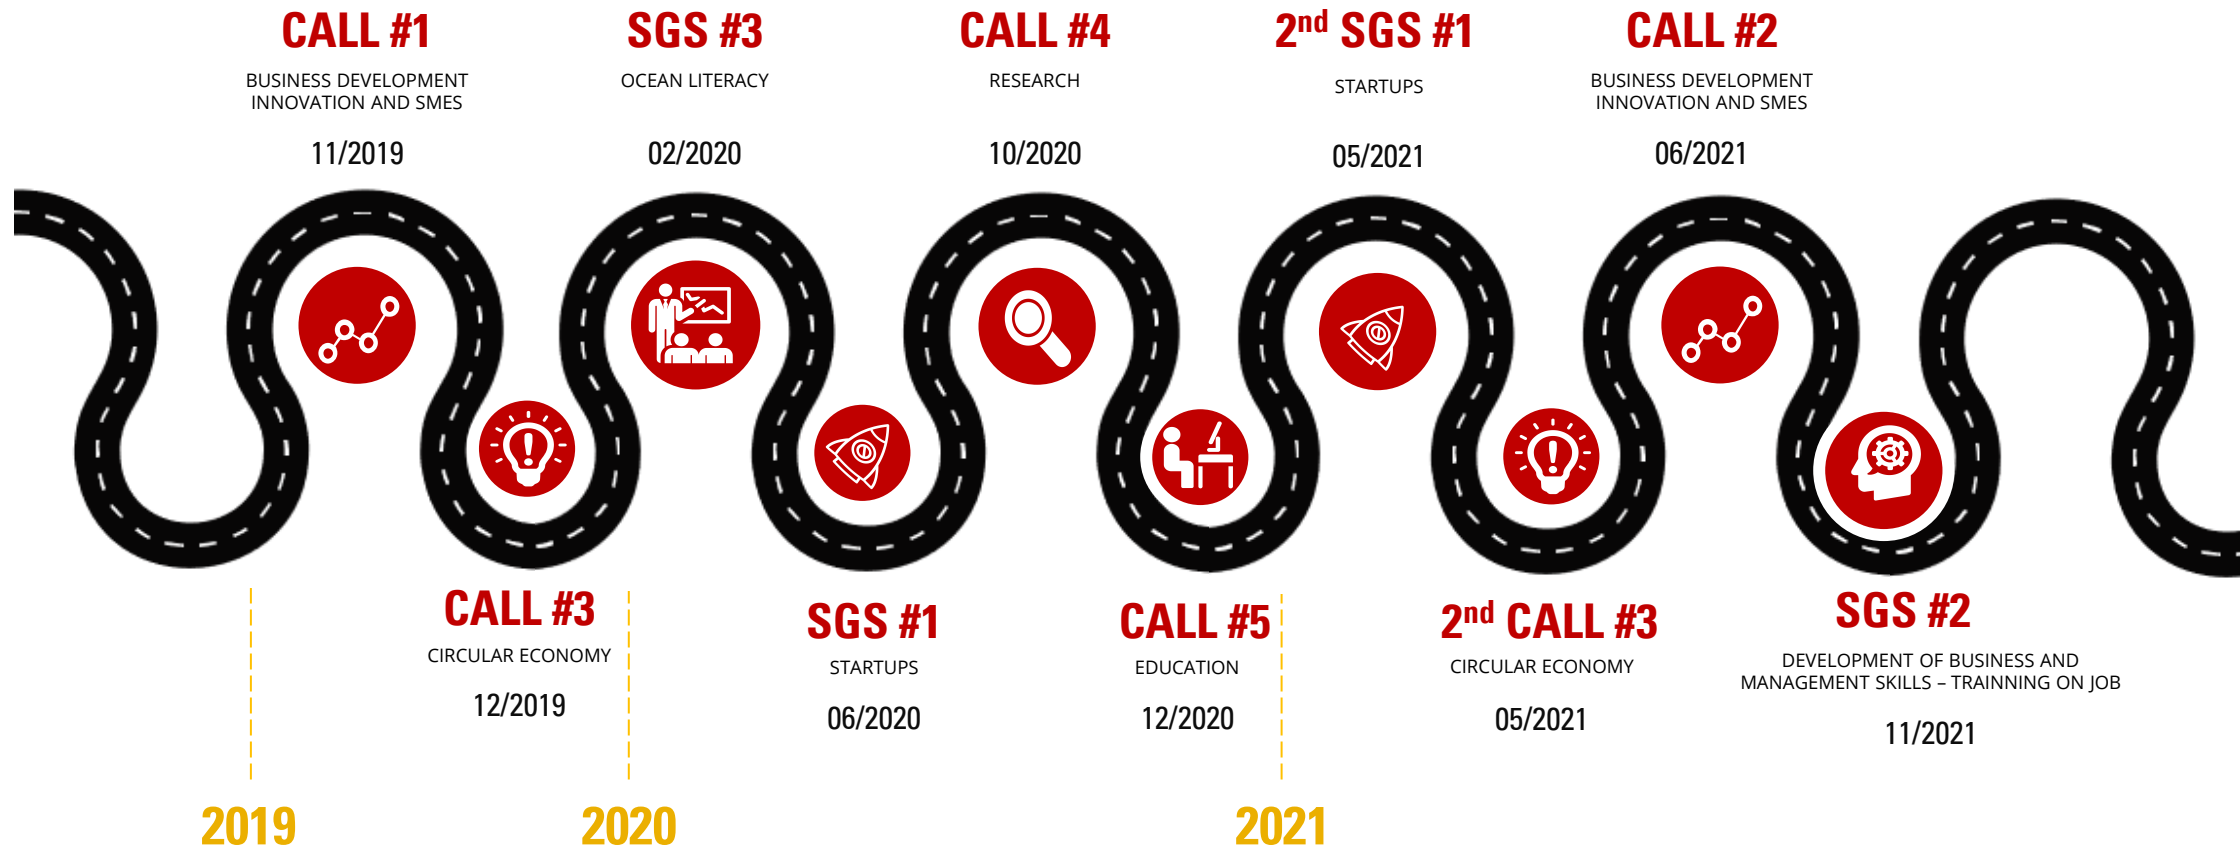 CALL #1
BUSINESS DEVELOPMENT
INNOVATION AND SMES
11/2019
SGS #3
OCEAN LITERACY
02/2020
CALL #4
RESEARCH
10/2020
2nd SGS #1
STARTUPS
05/2021
CALL #2
BUSINESS DEVELOPMENT
INNOVATION AND SMES
06/2021
CALL #3
CIRCULAR ECONOMY
12/2019
SGS #1
STARTUPS
06/2020
CALL #5
EDUCATION
12/2020
2nd CALL #3
CIRCULAR ECONOMY
05/2021
SGS #2
DEVELOPMENT OF BUSINESS AND
MANAGEMENT SKILLS – TRAINNING ON JOB
11/2021
2019
2020
2021